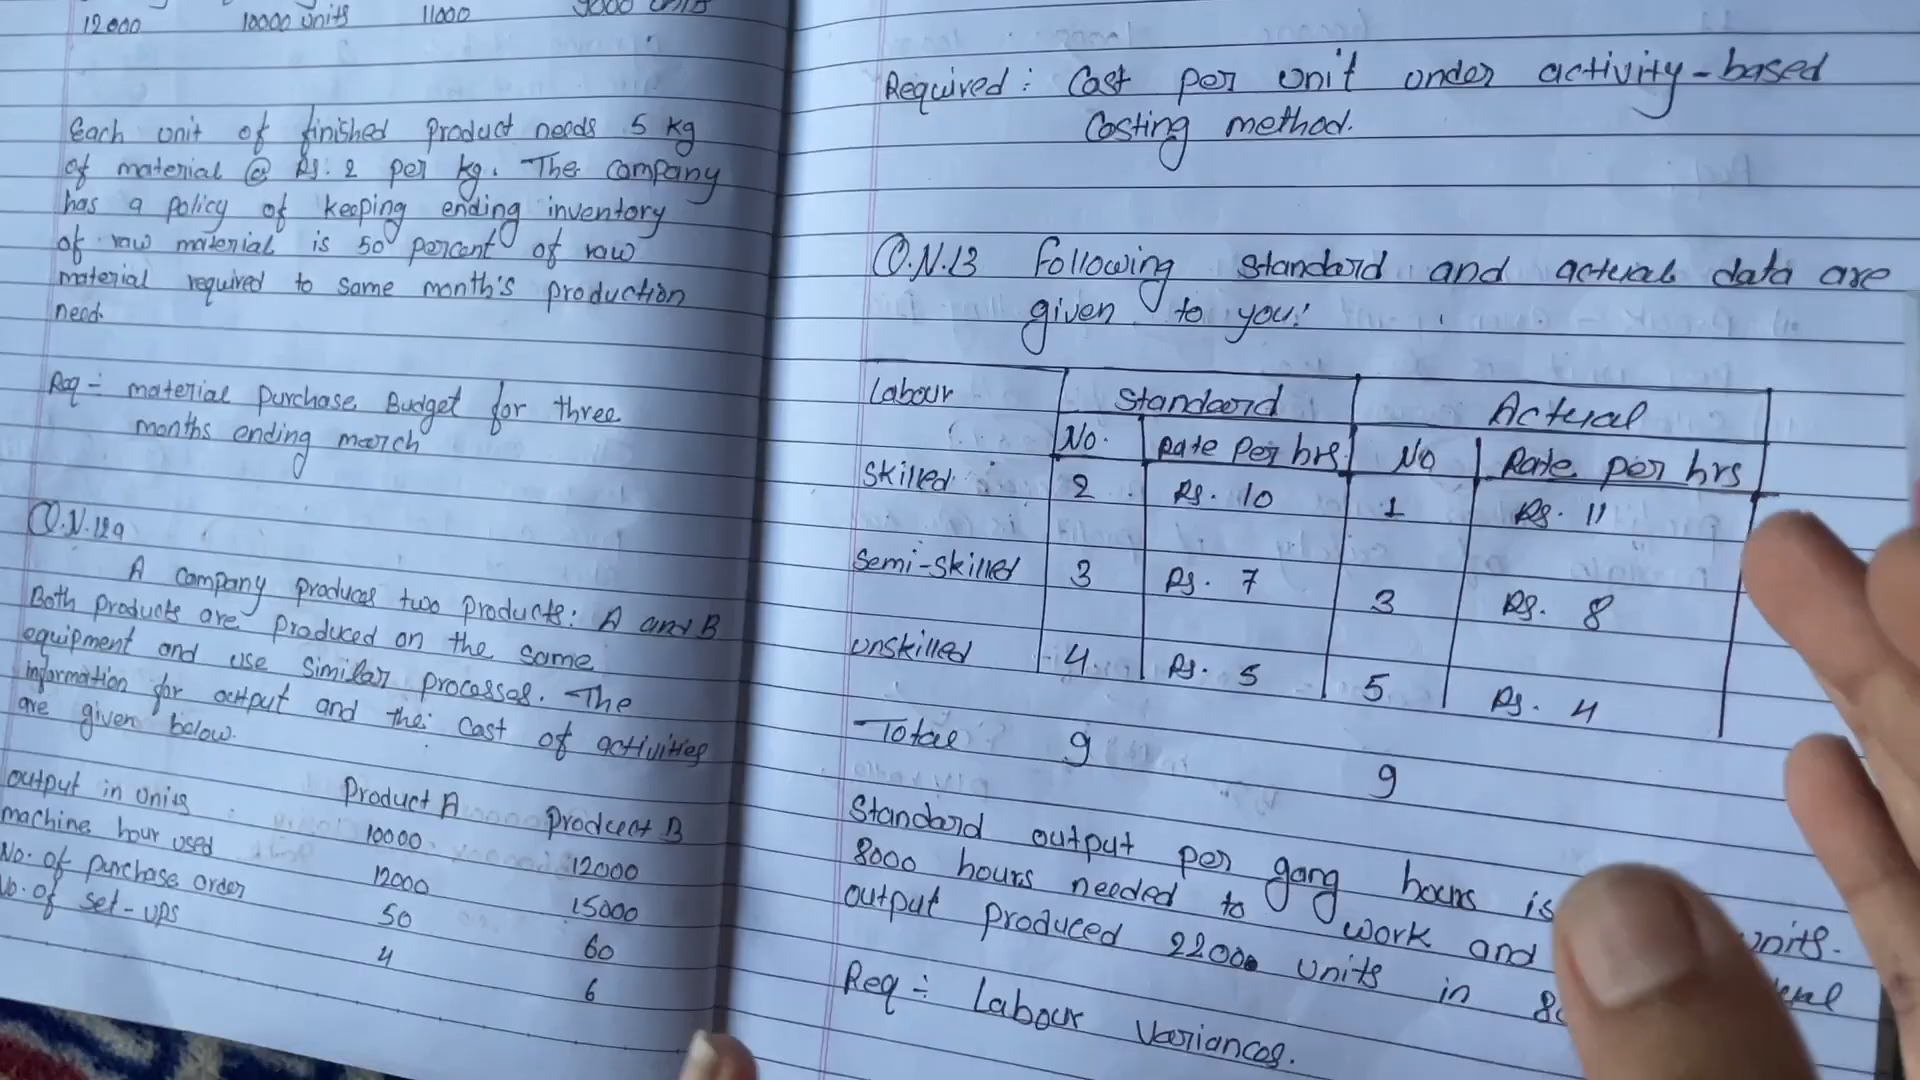 12000 10000 units 11000 9000 units
Each unit of finished product needs 5 kg
of material @ Rs. 2 per kg. The company
has a policy of keeping ending inventory
of raw material is 50 percent of raw
material required to same month's production
need.
Req = material purchase Budget for three
months ending march
Q.N.12a
A company produces two products: A and B
Both products are produced on the same
equipment and use similar processes. The
information for output and the cost of activities
are given below.
Product A Product B
output in units 10000 12000
machine hour used 12000 15000
No. of purchase order 50 60
No. of set-ups 4 6
Required: Cost per unit under activity-based
Costing method.
Q.N.13 Following standard and actual data are
given to you:
Labour Standard Actual
No. Rate per hrs. No Rate per hrs
Skilled 2 Rs. 10 1 Rs. 11
Semi-skilled 3 Rs. 7 3 Rs. 8
Unskilled 4 Rs. 5 5 Rs. 4
Total 9 9
Standard output per gang hours is units.
8000 hours needed to work and
output produced 22000 units in
Req = Labour Variances.